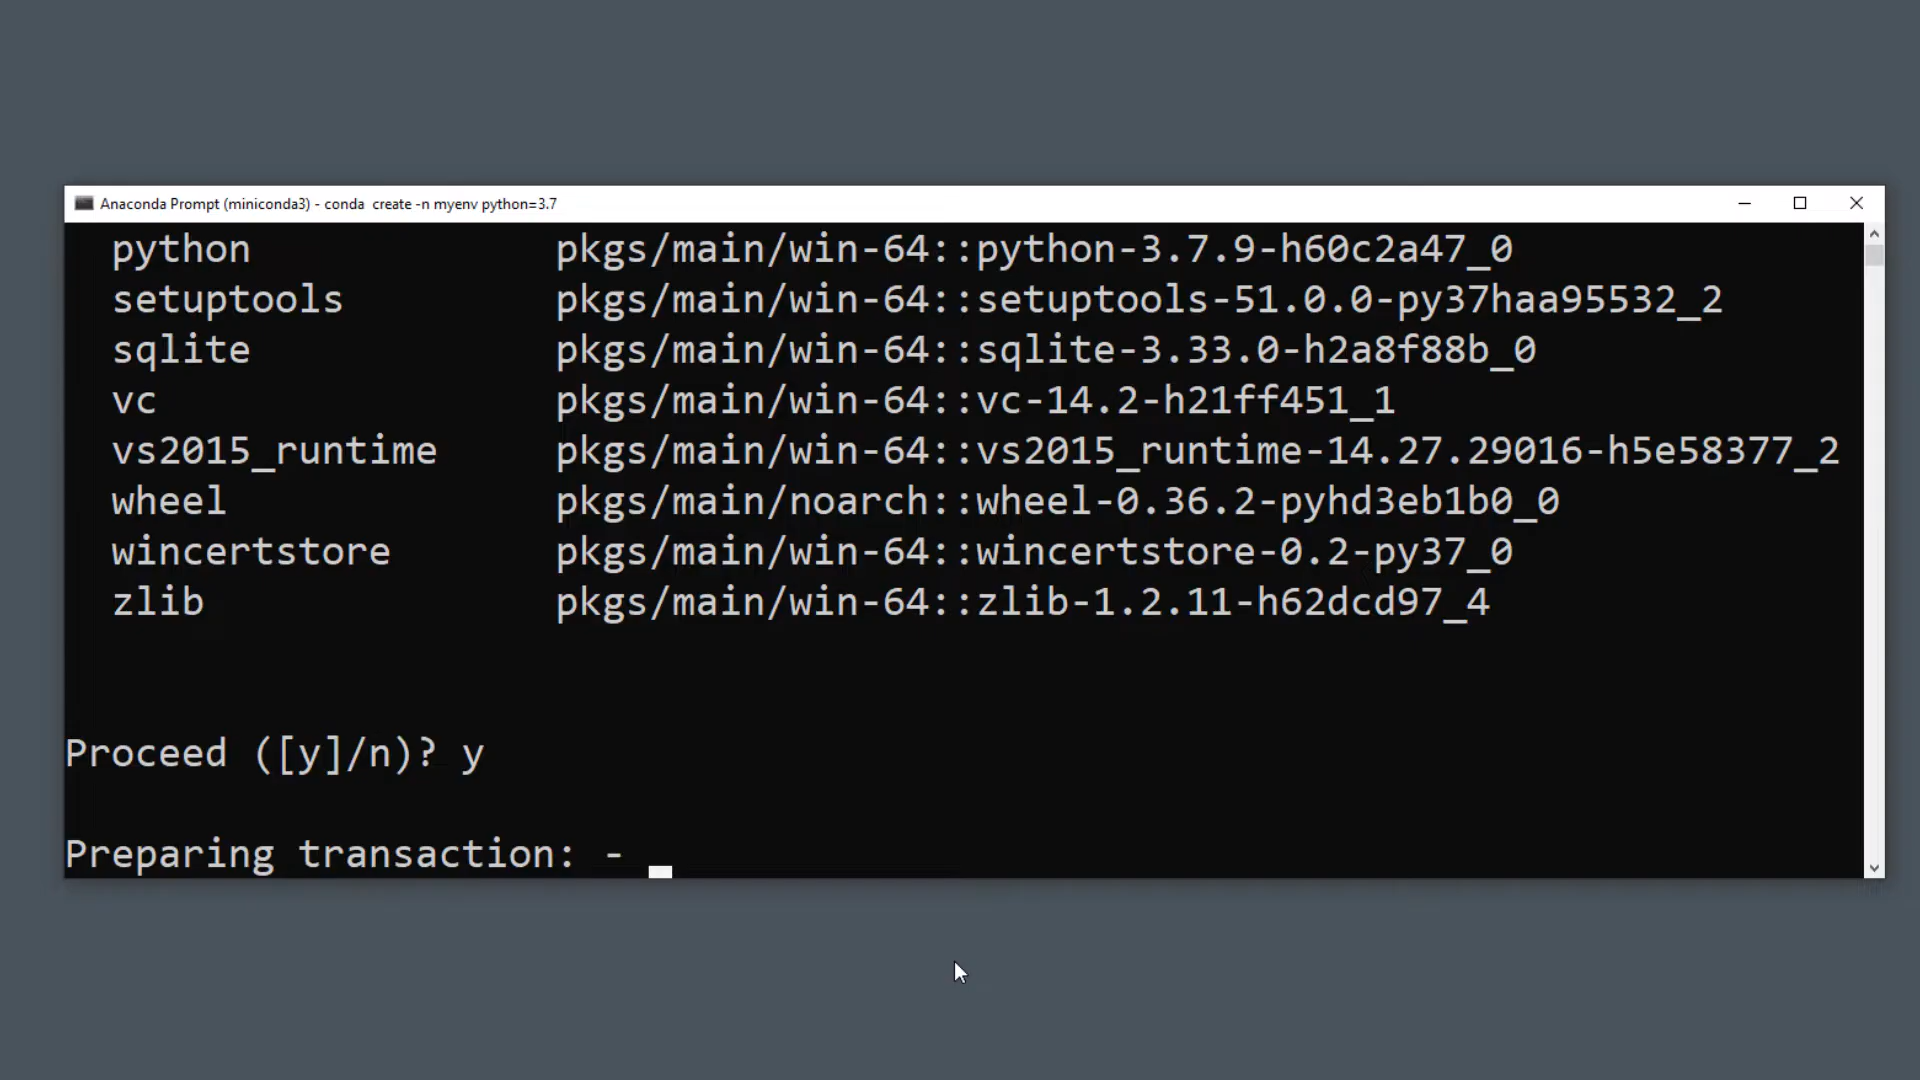 Anaconda Prompt (miniconda3) - conda  create -n myenv python=3.7
python pkgs/main/win-64::python-3.7.9-h60c2a47_0
setuptools pkgs/main/win-64::setuptools-51.0.0-py37haa95532_2
sqlite pkgs/main/win-64::sqlite-3.33.0-h2a8f88b_0
vc pkgs/main/win-64::vc-14.2-h21ff451_1
vs2015_runtime pkgs/main/win-64::vs2015_runtime-14.27.29016-h5e58377_2
wheel pkgs/main/noarch::wheel-0.36.2-pyhd3eb1b0_0
wincertstore pkgs/main/win-64::wincertstore-0.2-py37_0
zlib pkgs/main/win-64::zlib-1.2.11-h62dcd97_4
Proceed ([y]/n)? y
Preparing transaction: -